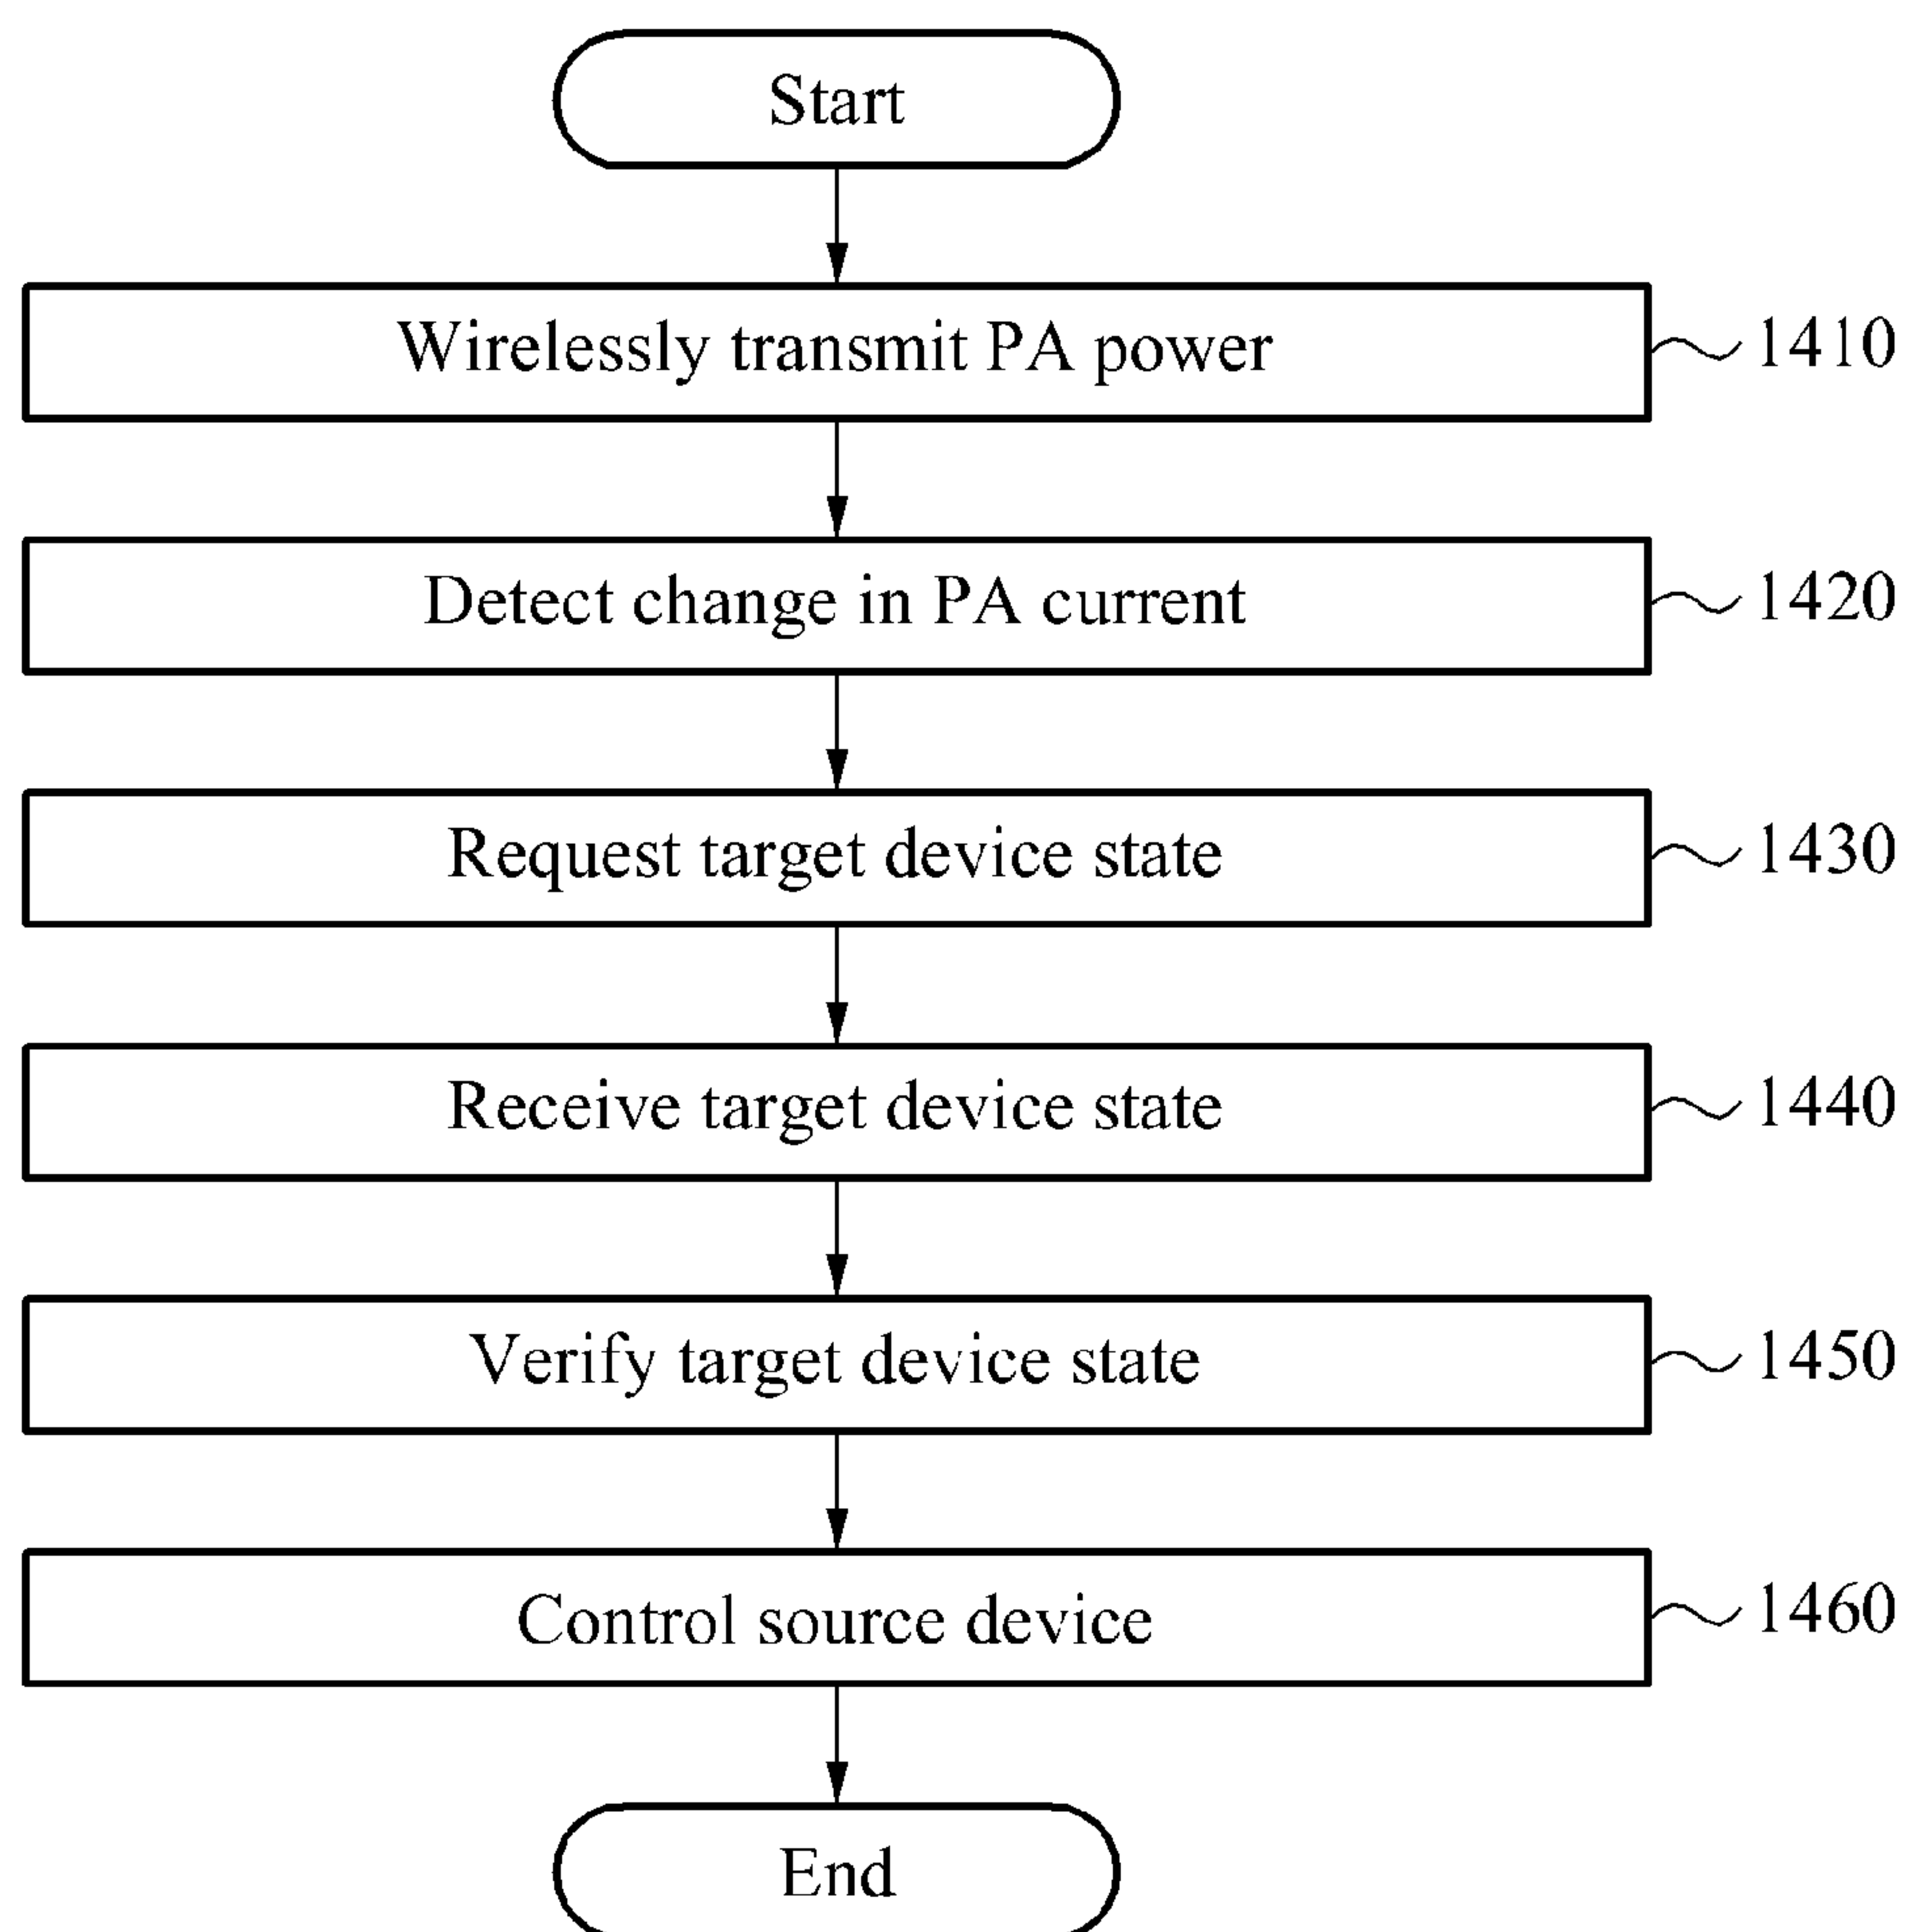 Start
Wirelessly transmit PA power 1410
Detect change in PA current 1420
Request target device state 1430
Receive target device state 1440
Verify target device state 1450
Control source device 1460
End